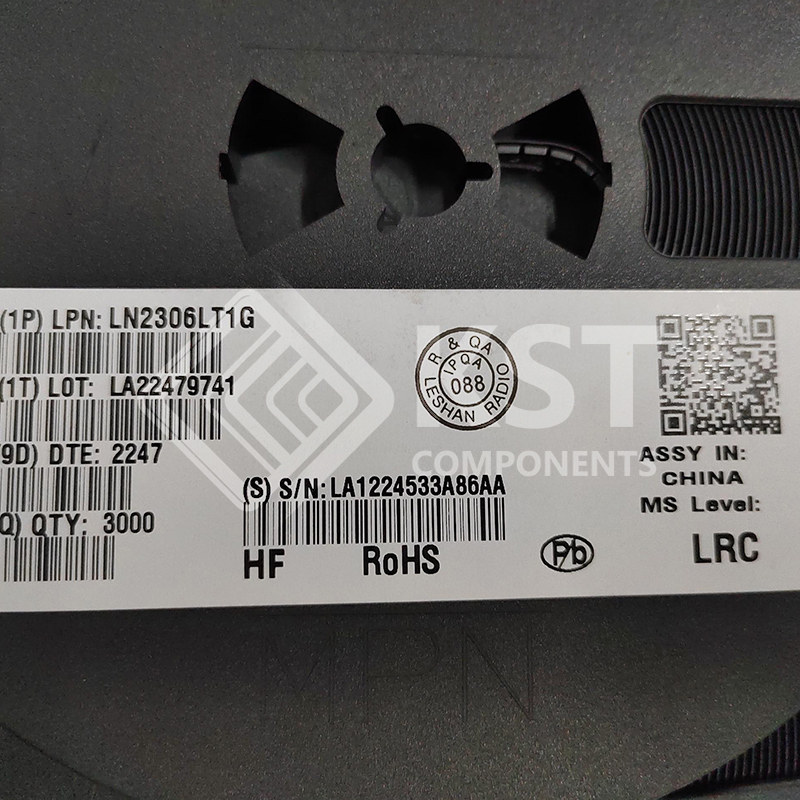 (1P) LPN: LN2306LT1G
(1T) LOT: LA22479741
9D) DTE: 2247
Q) QTY: 3000
(S) S/N: LA1224533A86AA
HF RoHS
R & QA
PQA
088
LESHAN RADIO
Pb
ASSY IN:
CHINA
MS Level:
LRC
KST
COMPONENTS
MPN